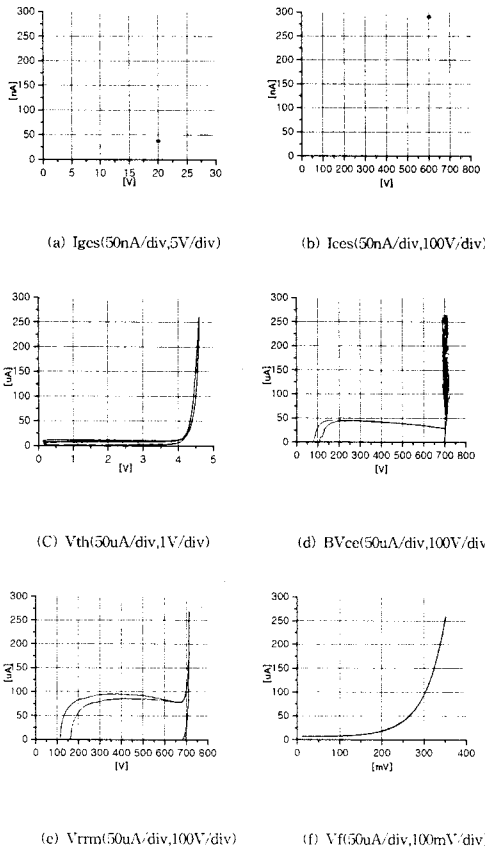 300
250
200
150
100
50
0
[nA]
0 5 10 15 20 25 30
[V]
(a) Iges(50nA/div,5V/div)
300
250
200
150
100
50
0
[nA]
0 100 200 300 400 500 600 700 800
[V]
(b) Ices(50nA/div,100V/div)
300
250
200
150
100
50
0
[uA]
0 1 2 3 4 5
[V]
(C) Vth(50uA/div,1V/div)
300
250
200
150
100
50
0
[uA]
0 100 200 300 400 500 600 700 800
[V]
(d) BVce(50uA/div,100V/div
300
250
200
150
100
50
0
[uA]
0 100 200 300 400 500 600 700 800
[V]
(e) Vrrm(50uA/div,100V/div)
300
250
200
150
100
50
0
[uA]
0 100 200 300 400
[mV]
(f) Vf(50uA/div,100mV/div)